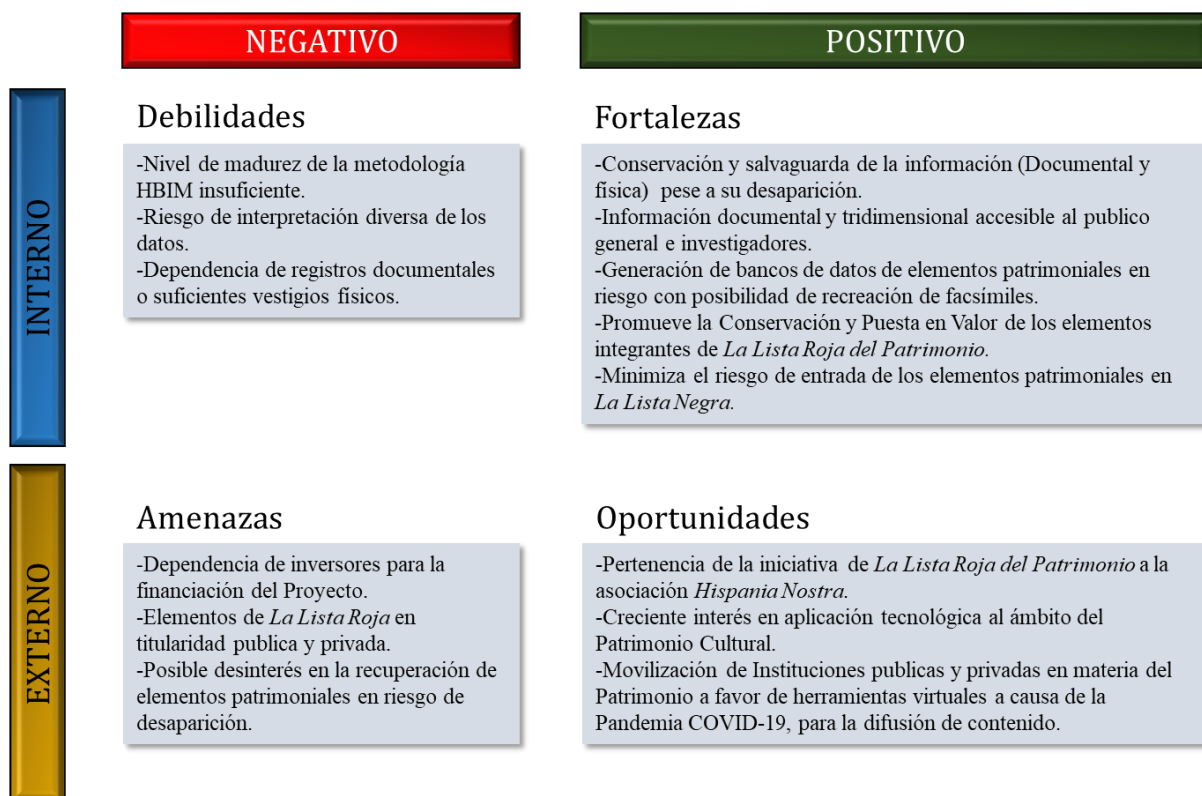 NEGATIVO
POSITIVO
INTERNO
Debilidades
-Nivel de madurez de la metodología
HBIM insuficiente.
-Riesgo de interpretación diversa de los
datos.
-Dependencia de registros documentales
o suficientes vestigios físicos.
Fortalezas
-Conservación y salvaguarda de la información (Documental y
física) pese a su desaparición.
-Información documental y tridimensional accesible al publico
general e investigadores.
-Generación de bancos de datos de elementos patrimoniales en
riesgo con posibilidad de recreación de facsímiles.
-Promueve la Conservación y Puesta en Valor de los elementos
integrantes de La Lista Roja del Patrimonio.
-Minimiza el riesgo de entrada de los elementos patrimoniales en
La Lista Negra.
EXTERNO
Amenazas
-Dependencia de inversores para la
financiación del Proyecto.
-Elementos de La Lista Roja en
titularidad publica y privada.
-Posible desinterés en la recuperación de
elementos patrimoniales en riesgo de
desaparición.
Oportunidades
-Pertenencia de la iniciativa de La Lista Roja del Patrimonio a la
asociación Hispania Nostra.
-Creciente interés en aplicación tecnológica al ámbito del
Patrimonio Cultural.
-Movilización de Instituciones publicas y privadas en materia del
Patrimonio a favor de herramientas virtuales a causa de la
Pandemia COVID-19, para la difusión de contenido.